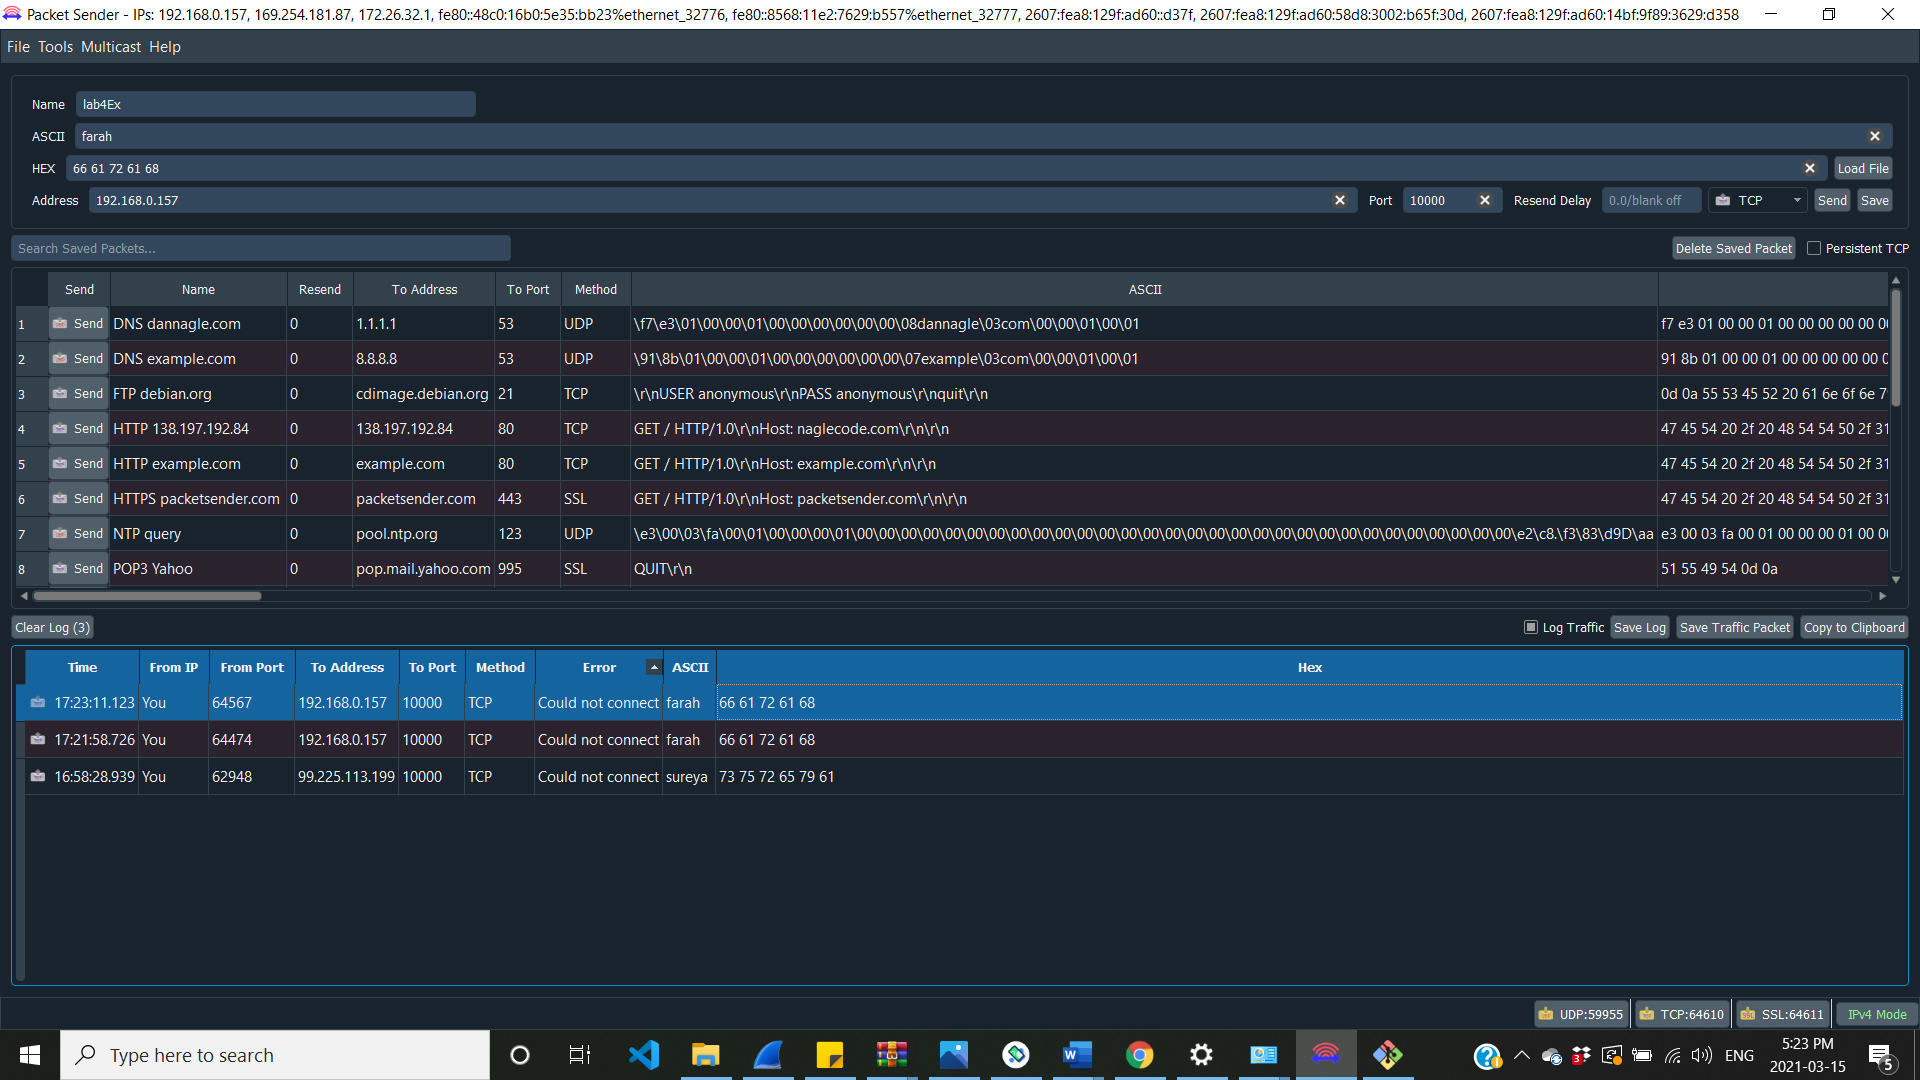 Packet Sender - IPs: 192.168.0.157, 169.254.181.87, 172.26.32.1, fe80::48c0:16b0:5e35:bb23%ethernet_32776, fe80::8568:11e2:7629:b557%ethernet_32777, 2607:fea8:129f:ad60::d37f, 2607:fea8:129f:ad60:58d8:3002:b65f:30d, 2607:fea8:129f:ad60:14bf:9f89:3629:d358
File Tools Multicast Help
Name lab4Ex
ASCII farah
HEX 66 61 72 61 68 Load File
Address 192.168.0.157 Port 10000 Resend Delay 0.0/blank off TCP Send Save
Search Saved Packets... Delete Saved Packet Persistent TCP
Send Name Resend To Address To Port Method ASCII
1 Send DNS dannagle.com 0 1.1.1.1 53 UDP \f7\e3\01\00\00\01\00\00\00\00\00\00\08dannagle\03com\00\00\01\00\01 f7 e3 01 00 00 01 00 00 00 00 00 00
2 Send DNS example.com 0 8.8.8.8 53 UDP \91\8b\01\00\00\01\00\00\00\00\00\00\07example\03com\00\00\01\00\01 91 8b 01 00 00 01 00 00 00 00 00 0
3 Send FTP debian.org 0 cdimage.debian.org 21 TCP \r\nUSER anonymous\r\nPASS anonymous\r\nquit\r\n 0d 0a 55 53 45 52 20 61 6e 6f 6e 7
4 Send HTTP 138.197.192.84 0 138.197.192.84 80 TCP GET / HTTP/1.0\r\nHost: naglecode.com\r\n\r\n 47 45 54 20 2f 20 48 54 54 50 2f 31
5 Send HTTP example.com 0 example.com 80 TCP GET / HTTP/1.0\r\nHost: example.com\r\n\r\n 47 45 54 20 2f 20 48 54 54 50 2f 31
6 Send HTTPS packetsender.com 0 packetsender.com 443 SSL GET / HTTP/1.0\r\nHost: packetsender.com\r\n\r\n 47 45 54 20 2f 20 48 54 54 50 2f 31
7 Send NTP query 0 pool.ntp.org 123 UDP \e3\00\03\fa\00\01\00\00\00\01\00\00\00\00\00\00\00\00\00\00\00\00\00\00\00\00\00\00\00\00\00\00\00\00\00\00\00\00\00\00\e2\c8.\f3\83\d9D\aa e3 00 03 fa 00 01 00 00 00 01 00 00
8 Send POP3 Yahoo 0 pop.mail.yahoo.com 995 SSL QUIT\r\n 51 55 49 54 0d 0a
Clear Log (3) Log Traffic Save Log Save Traffic Packet Copy to Clipboard
Time From IP From Port To Address To Port Method Error ASCII Hex
17:23:11.123 You 64567 192.168.0.157 10000 TCP Could not connect farah 66 61 72 61 68
17:21:58.726 You 64474 192.168.0.157 10000 TCP Could not connect farah 66 61 72 61 68
16:58:28.939 You 62948 99.225.113.199 10000 TCP Could not connect sureya 73 75 72 65 79 61
UDP:59955 TCP:64610 SSL:64611 IPv4 Mode
Type here to search 3 ENG 5:23 PM
2021-03-15 5